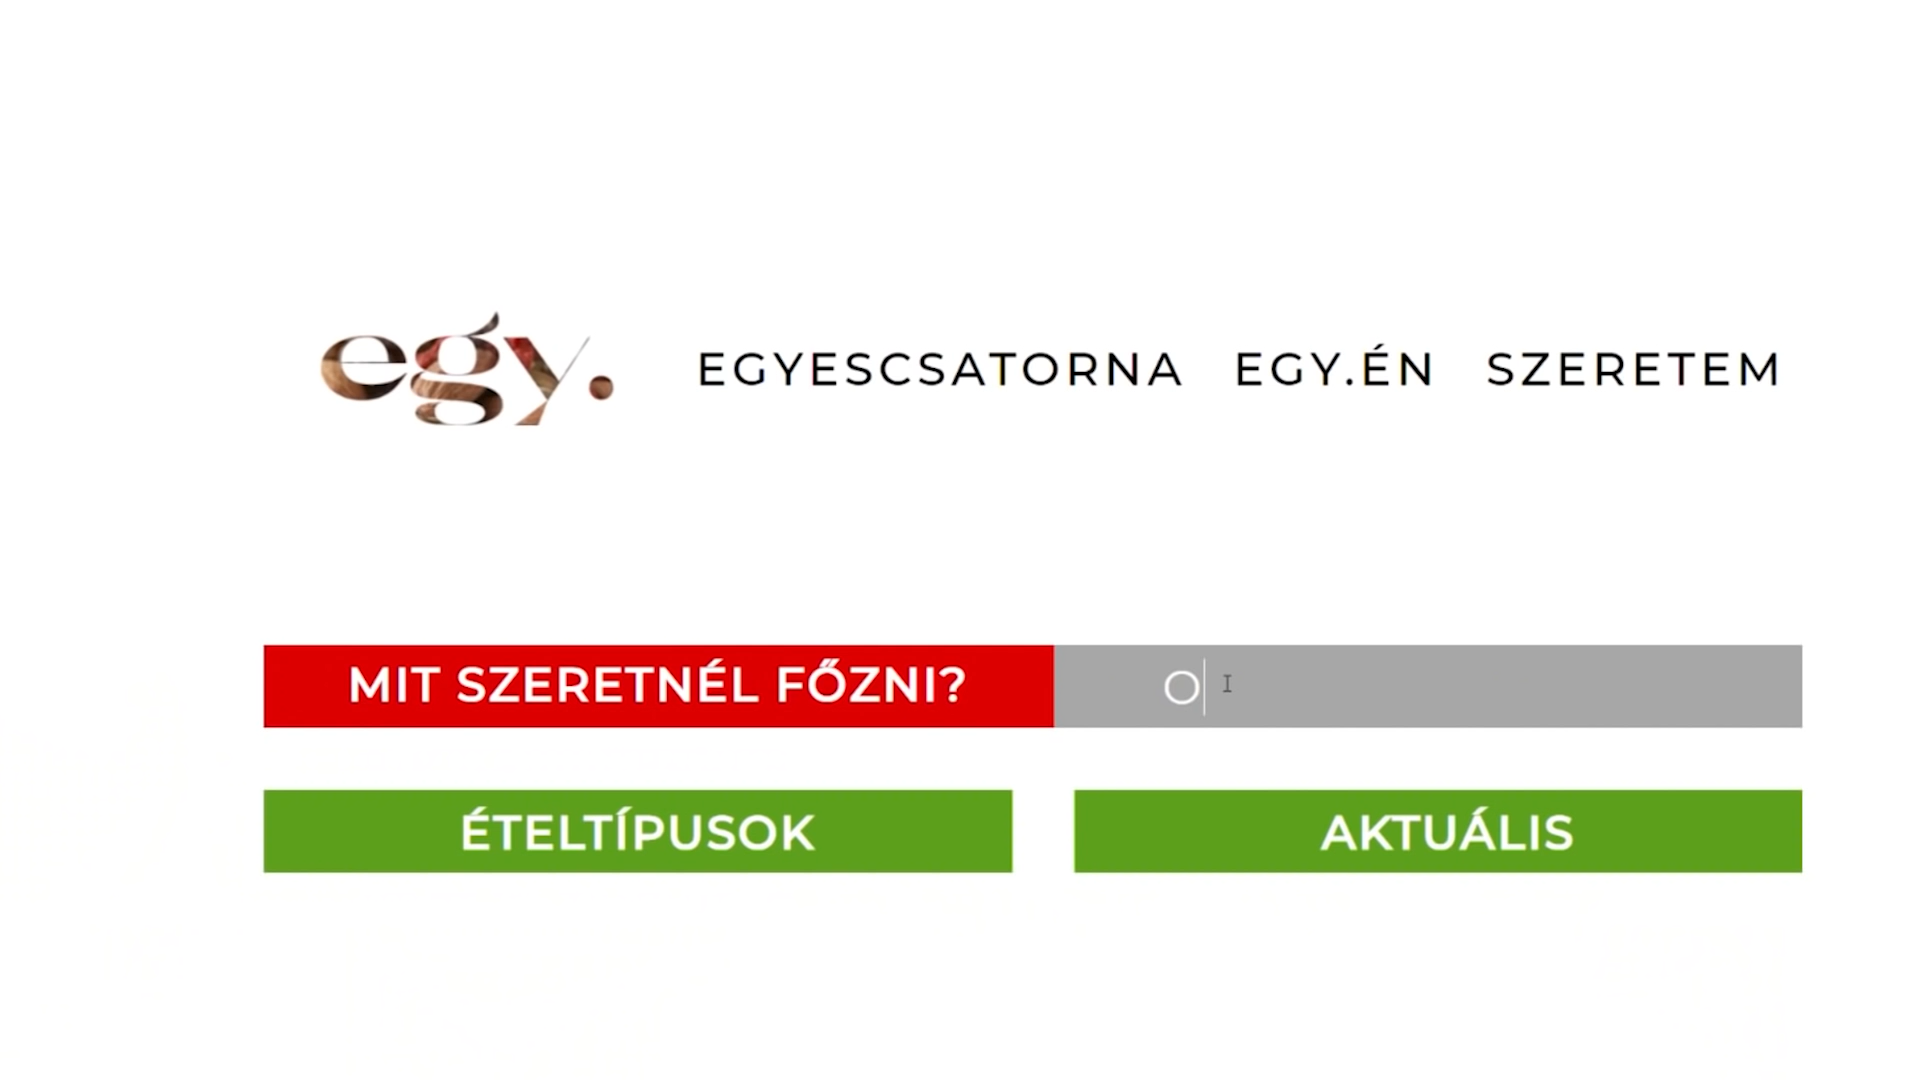 egy. EGYESCSATORNA EGY.ÉN SZERETEM
MIT SZERETNÉL FŐZNI? O
ÉTELTÍPUSOK AKTUÁLIS